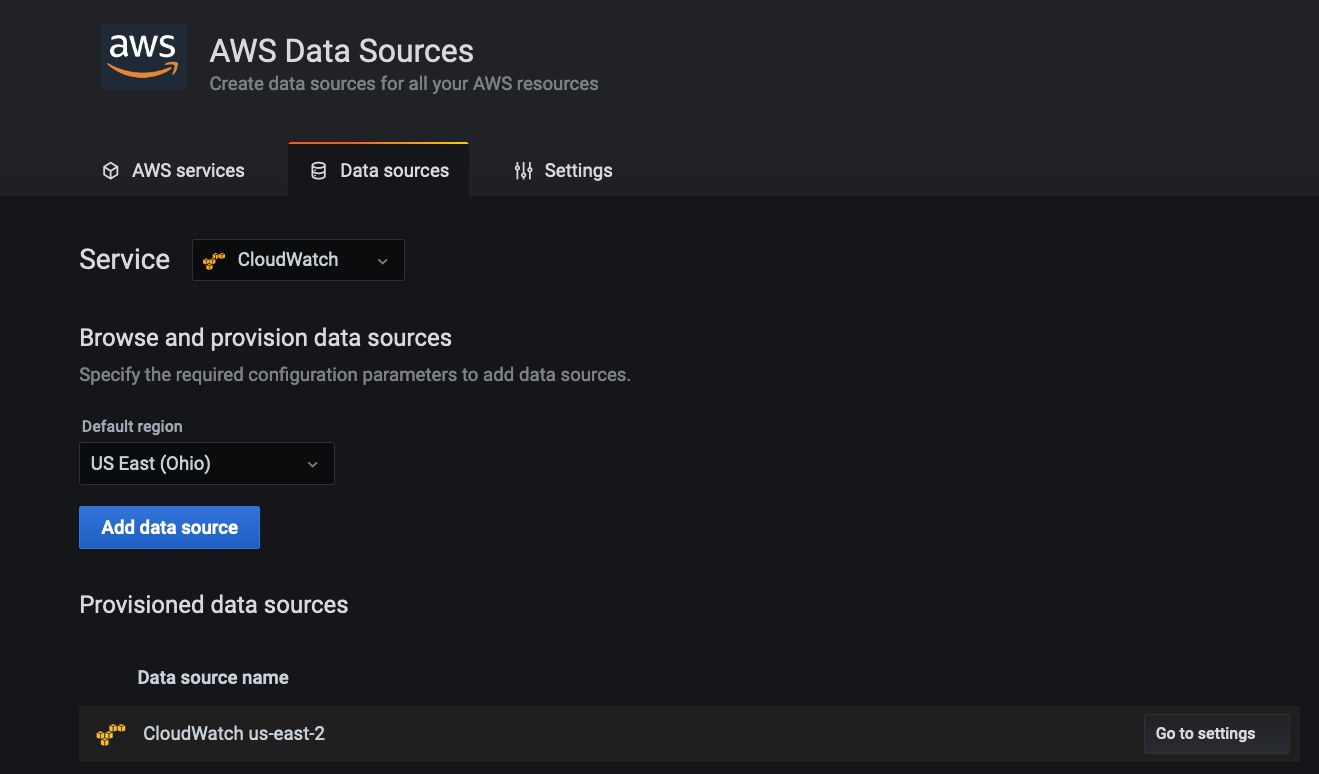 aws
AWS Data Sources
Create data sources for all your AWS resources
AWS services
Data sources
Settings
Service
CloudWatch
Browse and provision data sources
Specify the required configuration parameters to add data sources.
Default region
US East (Ohio)
Add data source
Provisioned data sources
Data source name
CloudWatch us-east-2
Go to settings